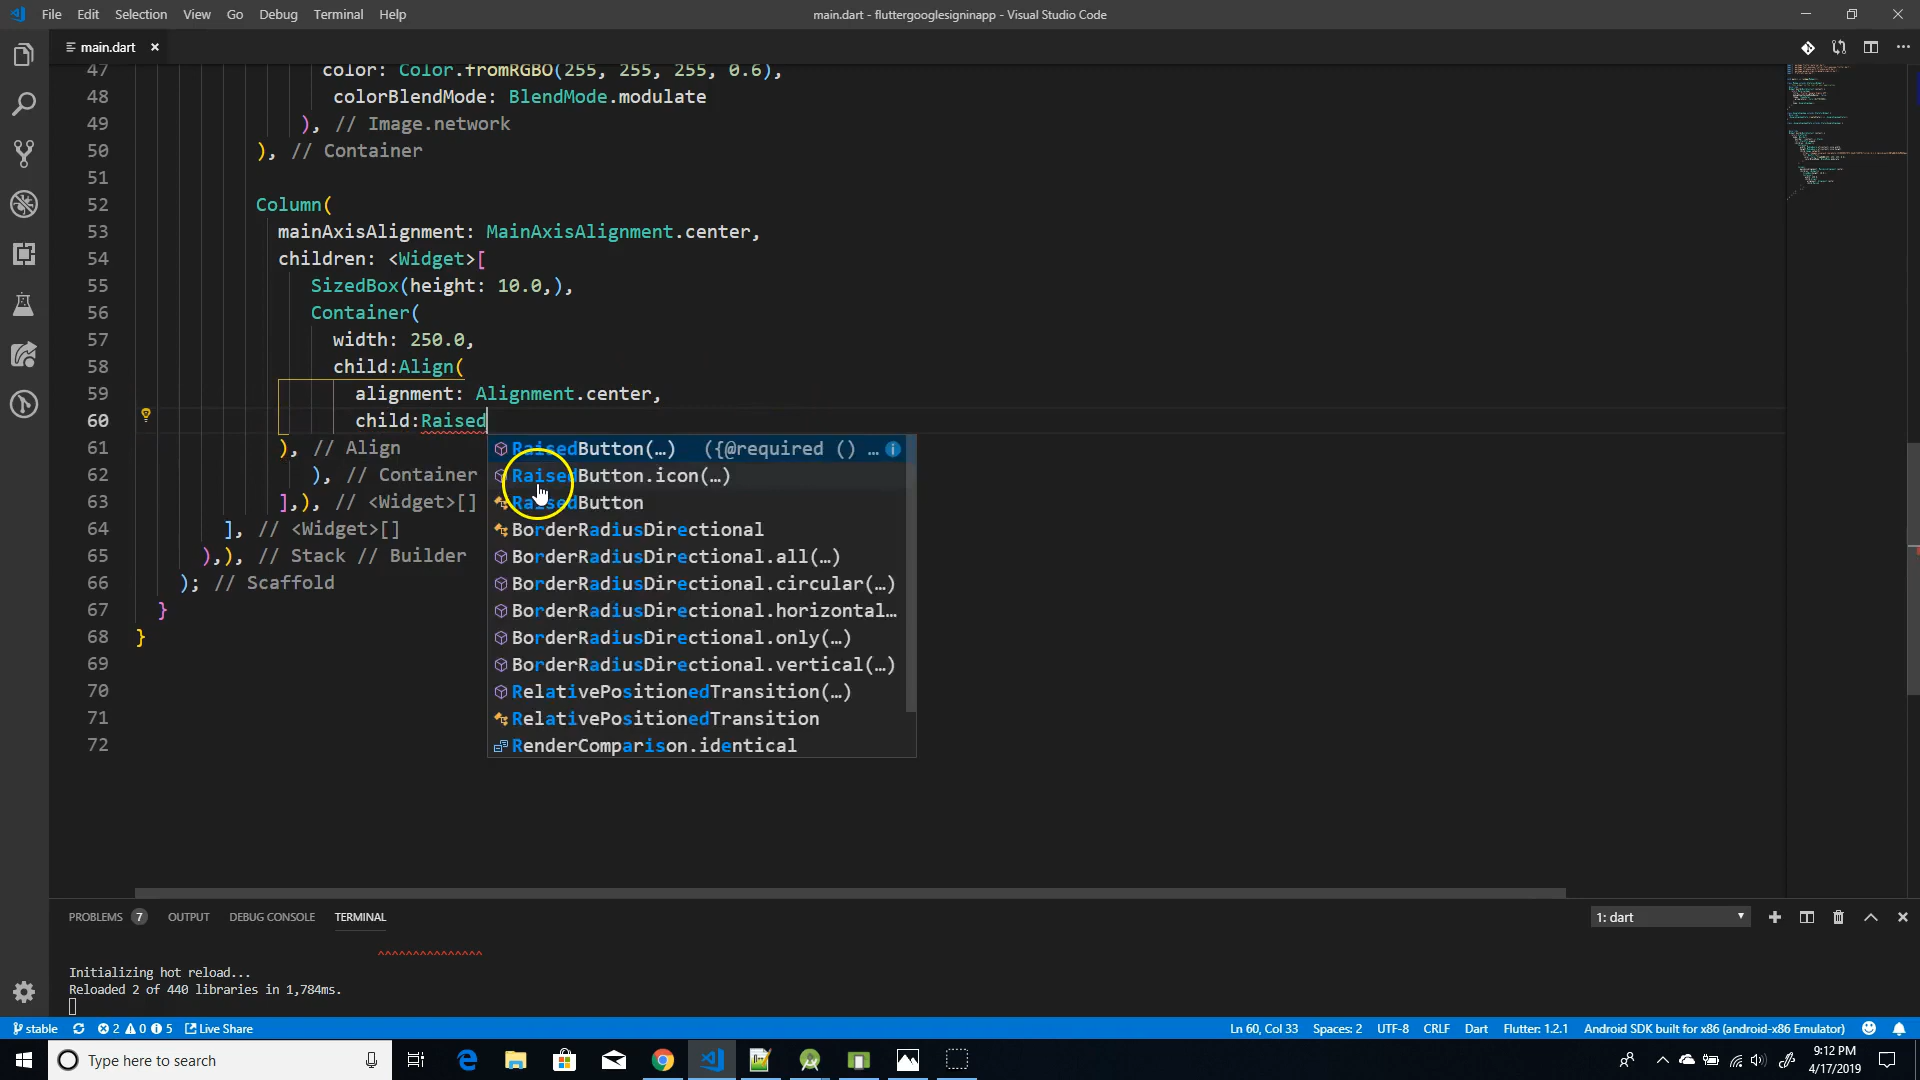 File Edit Selection View Go Debug Terminal Help
main.dart - fluttergooglesigninapp - Visual Studio Code
main.dart
47 color: Color.fromRGBO(255, 255, 255, 0.6),
48 colorBlendMode: BlendMode.modulate
49 ), // Image.network
50 ), // Container
51
52 Column(
53 mainAxisAlignment: MainAxisAlignment.center,
54 children: <Widget>[
55 SizedBox(height: 10.0,),
56 Container(
57 width: 250.0,
58 child:Align(
59 alignment: Alignment.center,
60 child:Raised
61 ), // Align
62 ), // Container
63 ],), // <Widget>[]
64 ], // <Widget>[]
65 ),), // Stack // Builder
66 ); // Scaffold
67 }
68 }
69
70
71
72
RaisedButton(…) ({@required () …
RaisedButton.icon(…)
RaisedButton
BorderRadiusDirectional
BorderRadiusDirectional.all(…)
BorderRadiusDirectional.circular(…)
BorderRadiusDirectional.horizontal…
BorderRadiusDirectional.only(…)
BorderRadiusDirectional.vertical(…)
RelativePositionedTransition(…)
RelativePositionedTransition
RenderComparison.identical
PROBLEMS 7 OUTPUT DEBUG CONSOLE TERMINAL
1: dart
^^^^^^^^^^^^^^^
Initializing hot reload...
Reloaded 2 of 440 libraries in 1,784ms.
stable 2 0 5 Live Share
Ln 60, Col 33 Spaces: 2 UTF-8 CRLF Dart Flutter: 1.2.1 Android SDK built for x86 (android-x86 Emulator)
Type here to search
9:12 PM
4/17/2019